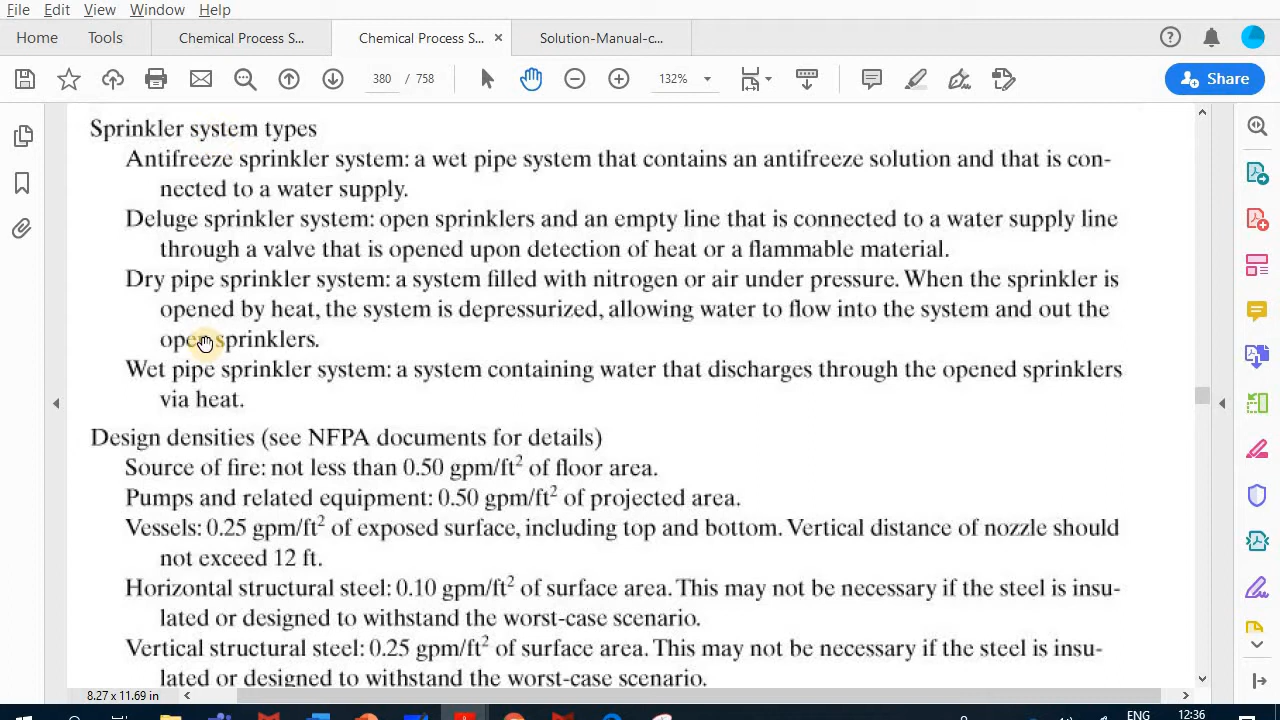 File Edit View Window Help
Home Tools Chemical Process S... Chemical Process S... × Solution-Manual-c...
380 / 758 132% Share
Sprinkler system types
Antifreeze sprinkler system: a wet pipe system that contains an antifreeze solution and that is con-
nected to a water supply.
Deluge sprinkler system: open sprinklers and an empty line that is connected to a water supply line
through a valve that is opened upon detection of heat or a flammable material.
Dry pipe sprinkler system: a system filled with nitrogen or air under pressure. When the sprinkler is
opened by heat, the system is depressurized, allowing water to flow into the system and out the
open sprinklers.
Wet pipe sprinkler system: a system containing water that discharges through the opened sprinklers
via heat.
Design densities (see NFPA documents for details)
Source of fire: not less than 0.50 gpm/ft² of floor area.
Pumps and related equipment: 0.50 gpm/ft² of projected area.
Vessels: 0.25 gpm/ft² of exposed surface, including top and bottom. Vertical distance of nozzle should
not exceed 12 ft.
Horizontal structural steel: 0.10 gpm/ft² of surface area. This may not be necessary if the steel is insu-
lated or designed to withstand the worst-case scenario.
Vertical structural steel: 0.25 gpm/ft² of surface area. This may not be necessary if the steel is insu-
lated or designed to withstand the worst-case scenario.
8.27 x 11.69 in
ENG 12:36